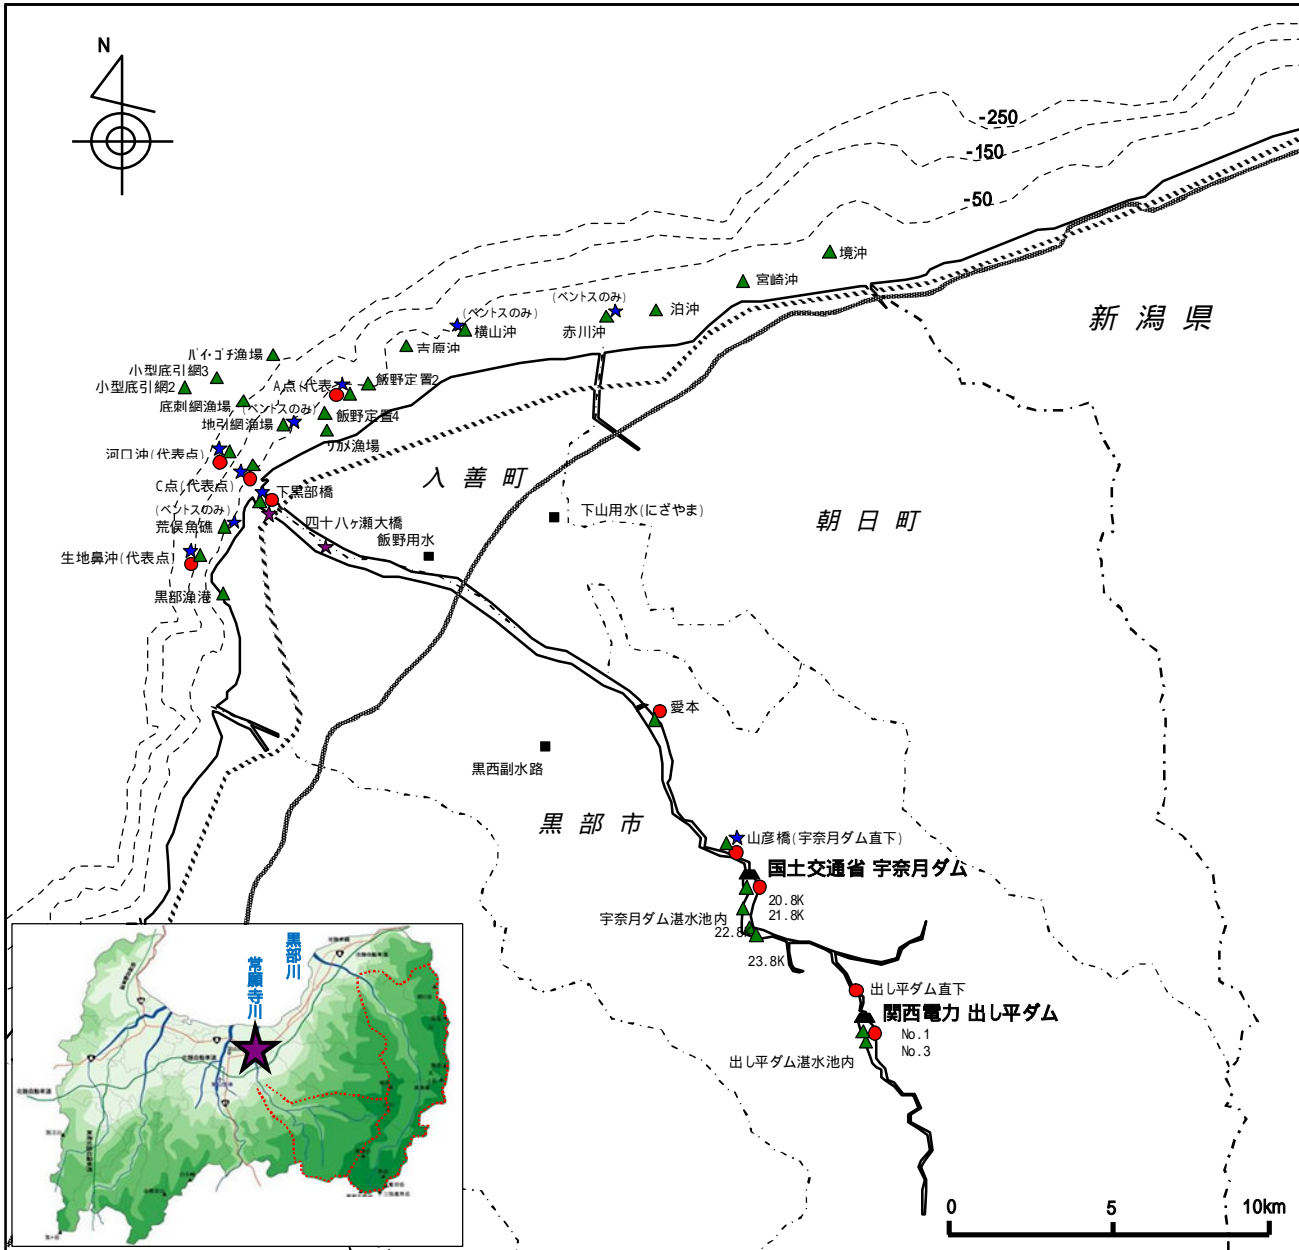 N
-250
-150
-50
境沖
宮崎沖
新潟県
(ベントスのみ)
泊沖
赤川沖
(ベントスのみ)
横山沖
吉原沖
バイ・ゴチ漁場
小型底引網3
小型底引網2
A点(代表)
飯野定置2
底刺網漁場
(ベントスのみ)
飯野定置4
地引網漁場
ワカメ漁場
河口沖(代表点)
C点(代表点)
下黒部橋
入善町
(ベントスのみ)
荒俣魚礁
四十八ヶ瀬大橋
飯野用水
下山用水(にざやま)
朝日町
生地鼻沖(代表点)
黒部漁港
愛本
黒西副水路
黒部市
山彦橋(宇奈月ダム直下)
国土交通省 宇奈月ダム
20.8K
21.8K
宇奈月ダム湛水池内
22.8K
23.8K
出し平ダム直下
関西電力 出し平ダム
No.1
No.3
出し平ダム湛水池内
黒部川
常願寺川
0 5 10km